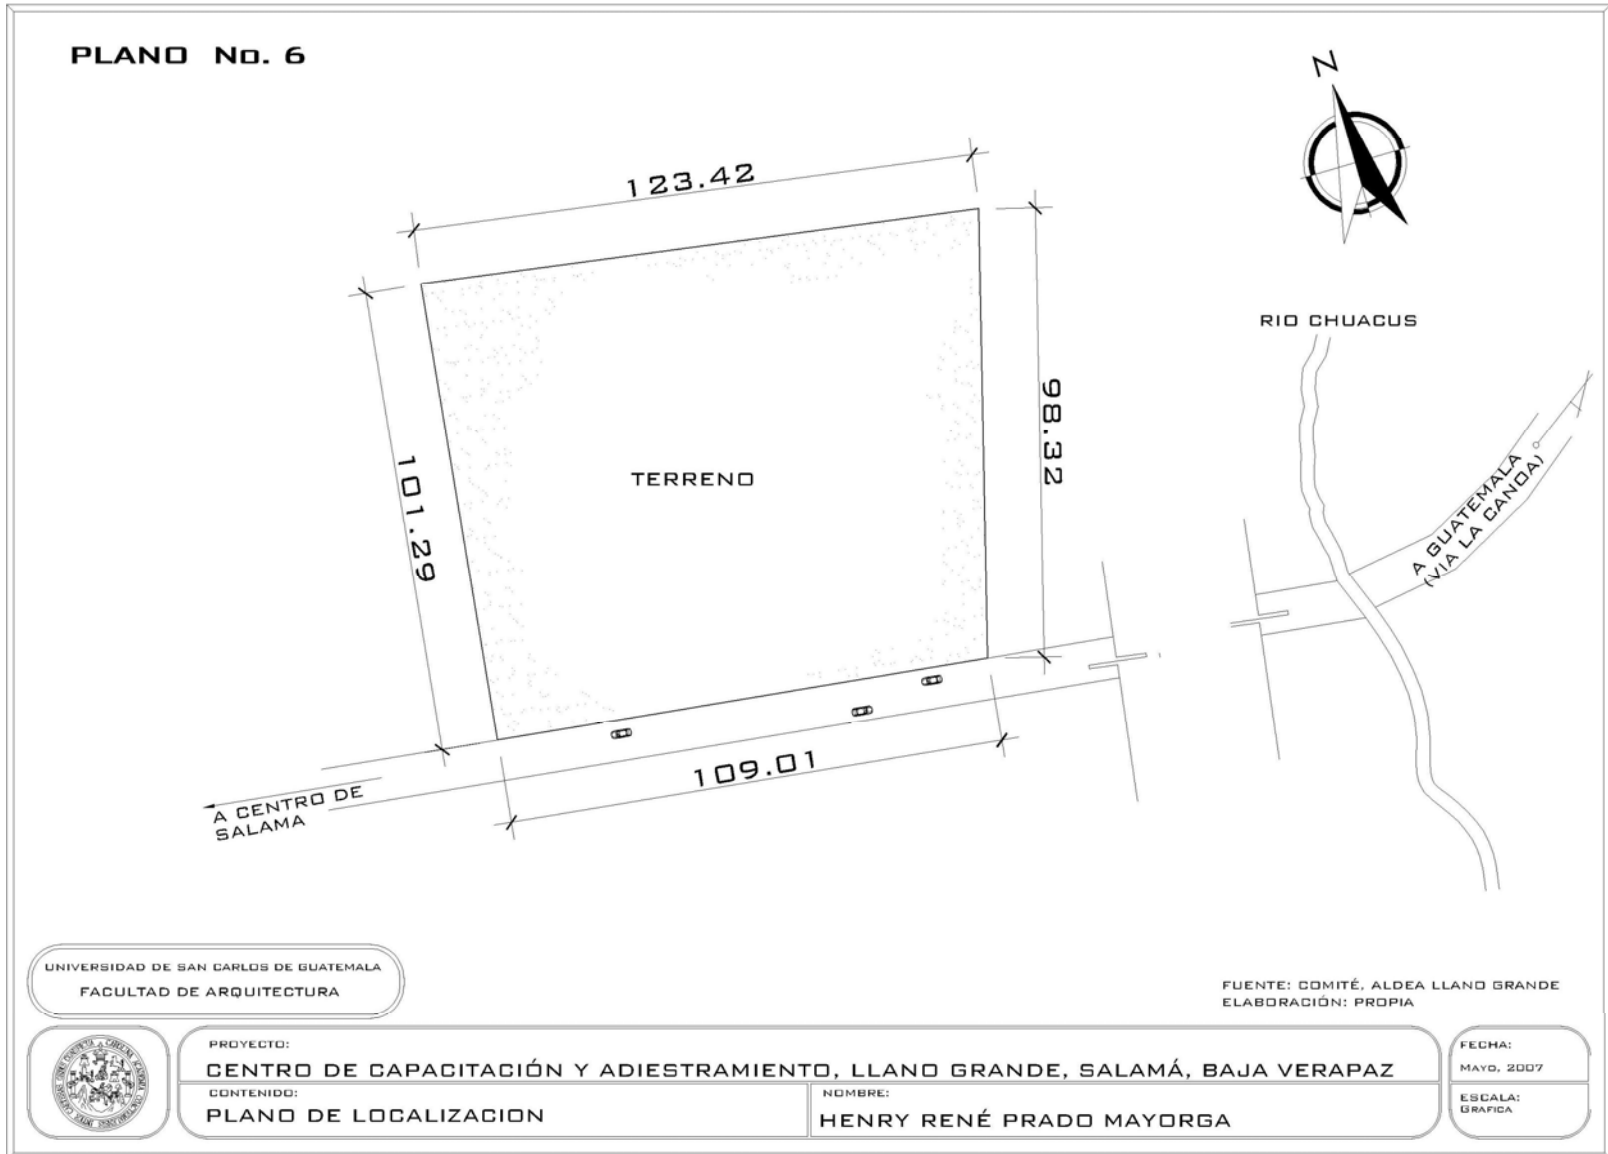 PLANO No. 6
N
123.42
RIO CHUACUS
98.32
101.29
TERRENO
A GUATEMALA
(VIA LA CANOA)
109.01
A CENTRO DE
SALAMA
UNIVERSIDAD DE SAN CARLOS DE GUATEMALA
FACULTAD DE ARQUITECTURA
FUENTE: COMITÉ, ALDEA LLANO GRANDE
ELABORACIÓN: PROPIA
PROYECTO:
CENTRO DE CAPACITACIÓN Y ADIESTRAMIENTO, LLANO GRANDE, SALAMÁ, BAJA VERAPAZ
CONTENIDO:
PLANO DE LOCALIZACION
NOMBRE:
HENRY RENÉ PRADO MAYORGA
FECHA:
MAYO, 2007
ESCALA:
GRAFICA